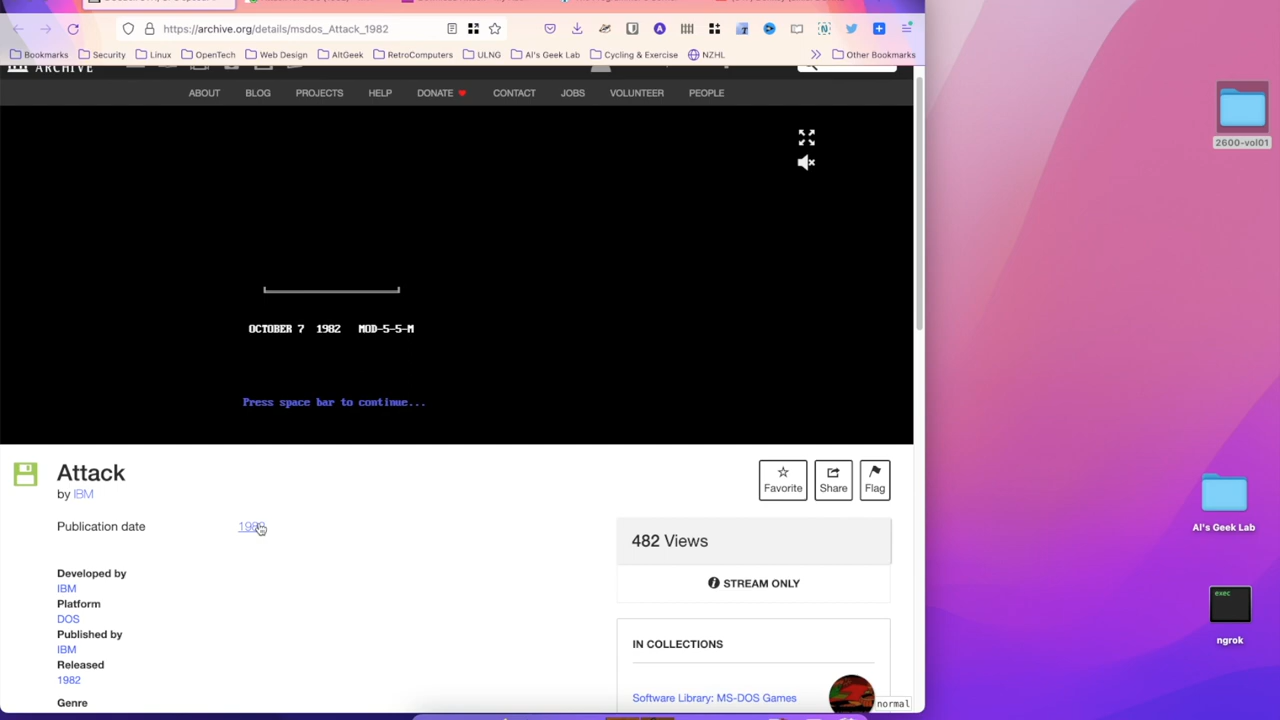 https://archive.org/details/msdos_Attack_1982
Bookmarks Security Linux OpenTech Web Design AltGeek RetroComputers ULNG AI's Geek Lab Cycling & Exercise NZHL Other Bookmarks
ARCHIVE
ABOUT BLOG PROJECTS HELP DONATE CONTACT JOBS VOLUNTEER PEOPLE
2600-vol01
OCTOBER 7 1982 MOD-5-5-M
Press space bar to continue...
Attack
by IBM
Favorite Share Flag
Publication date 1982
482 Views
AI's Geek Lab
Developed by
IBM
STREAM ONLY
Platform
DOS
exec
Published by
IBM
ngrok
IN COLLECTIONS
Released
1982
Software Library: MS-DOS Games
Genre
normal